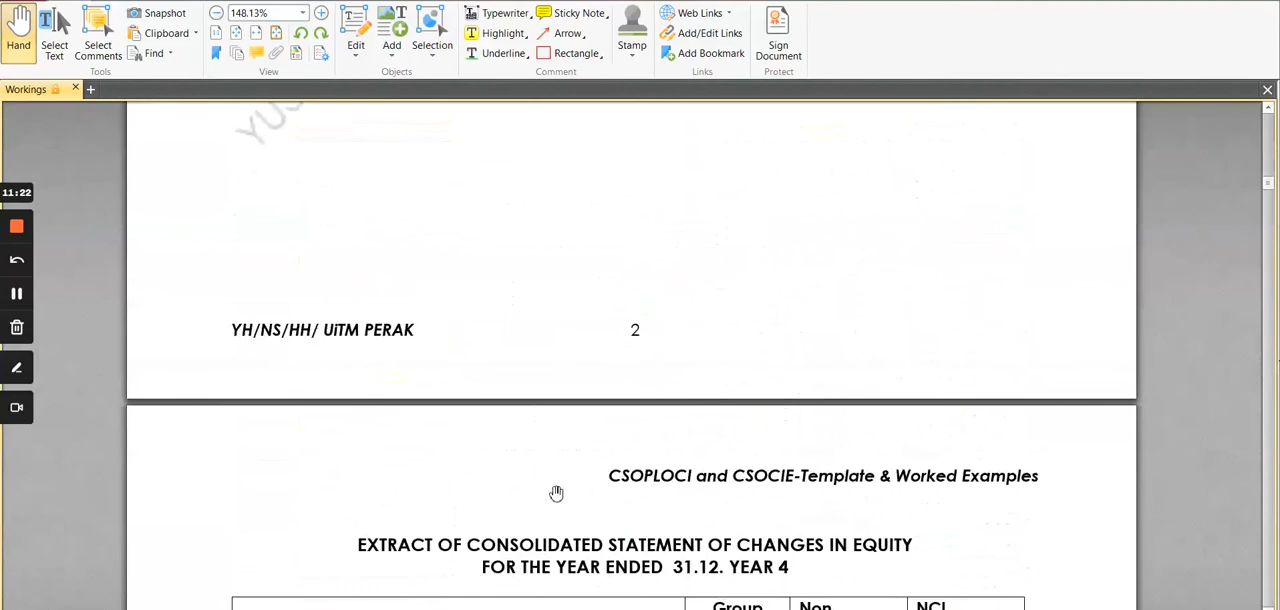 Hand
Select
Text
Select
Comments
Snapshot
Clipboard
Find
Tools
148.13%
View
Edit
Add
Selection
Objects
Typewriter
Highlight
Underline
Sticky Note
Arrow
Rectangle
Comment
Stamp
Web Links
Add/Edit Links
Add Bookmark
Links
Sign
Document
Protect
Workings
11:22
YH/NS/HH/ UiTM PERAK 2
CSOPLOCI and CSOCIE-Template & Worked Examples
EXTRACT OF CONSOLIDATED STATEMENT OF CHANGES IN EQUITY
FOR THE YEAR ENDED 31.12. YEAR 4
Group Non NCI